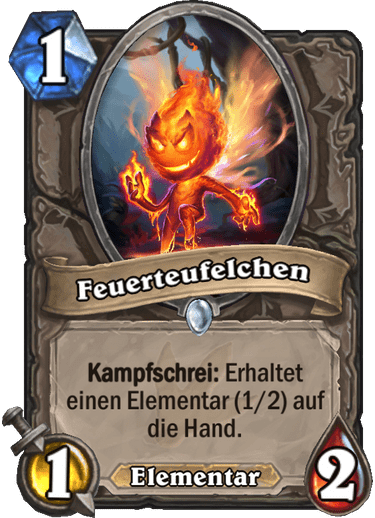 1
Feuerteufelchen
Kampfschrei: Erhaltet
einen Elementar (1/2) auf
die Hand.
1 Elementar 2